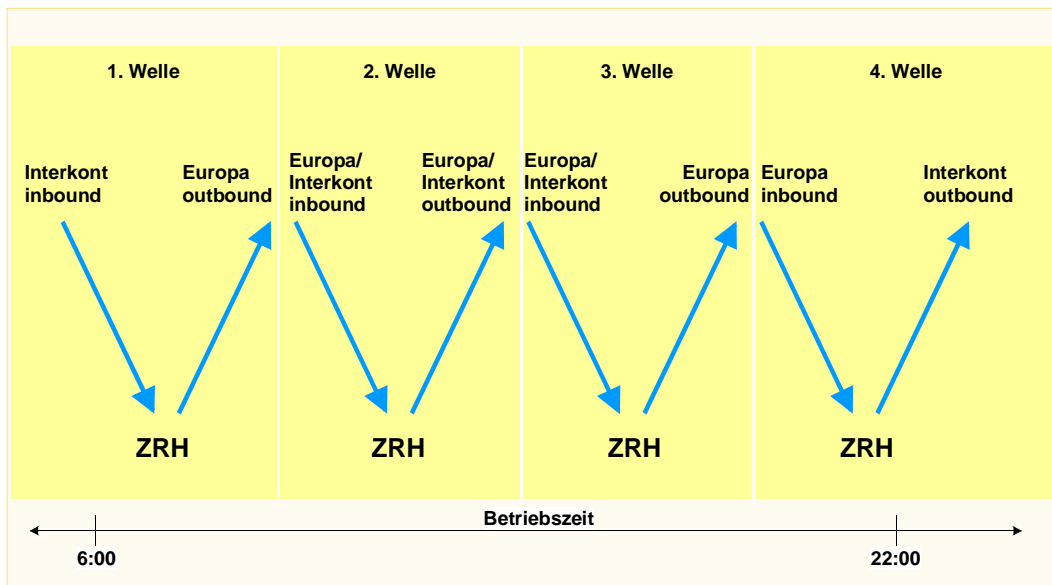 1. Welle
2. Welle
3. Welle
4. Welle
Interkont
inbound
Europa
outbound
Europa/
Interkont
inbound
Europa/
Interkont
outbound
Europa/
Interkont
inbound
Europa
outbound
Europa
inbound
Interkont
outbound
ZRH
ZRH
ZRH
ZRH
Betriebszeit
6:00
22:00